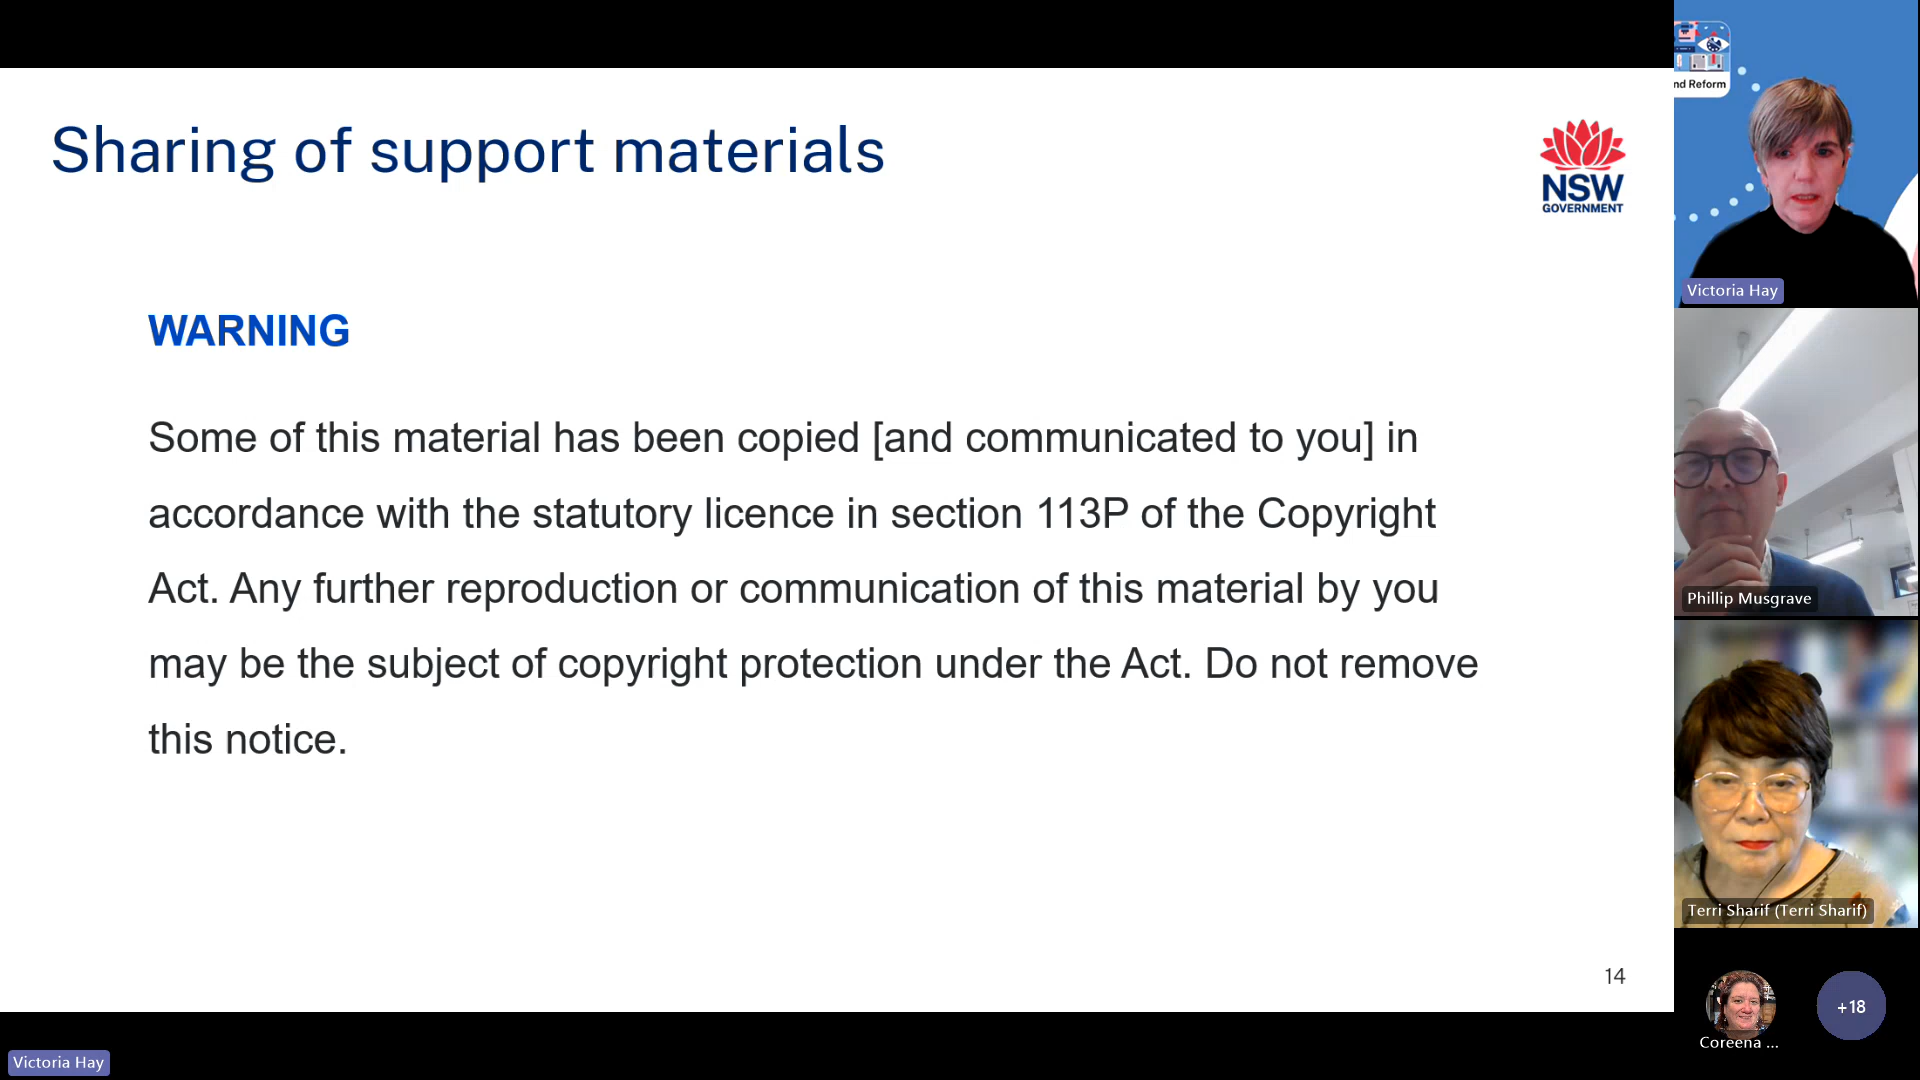 Sharing of support materials
NSW
GOVERNMENT
WARNING
Some of this material has been copied [and communicated to you] in
accordance with the statutory licence in section 113P of the Copyright
Act. Any further reproduction or communication of this material by you
may be the subject of copyright protection under the Act. Do not remove
this notice.
14
Victoria Hay
nd Reform
Victoria Hay
Phillip Musgrave
Terri Sharif (Terri Sharif)
Coreena ...
+18